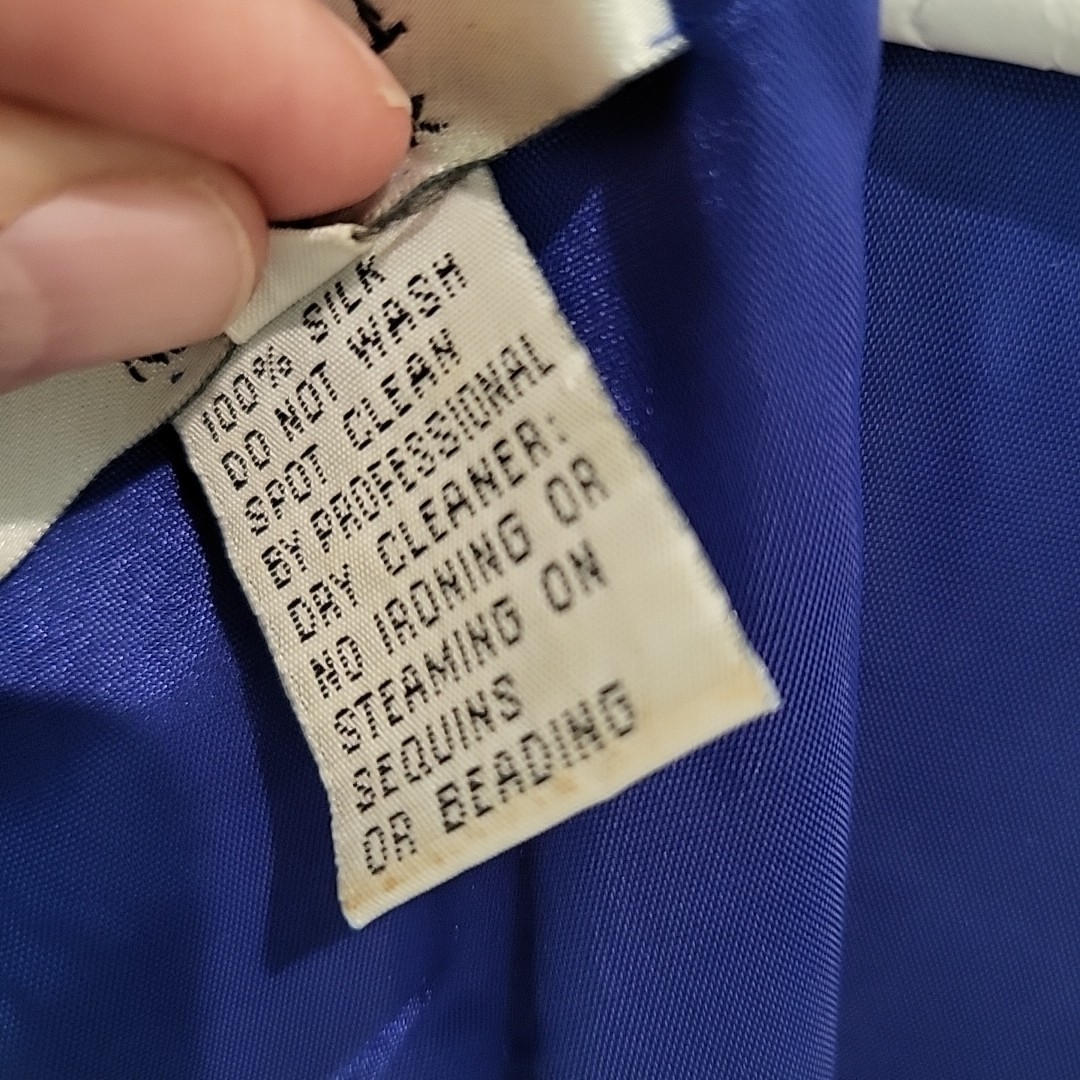 100% SILK
DO NOT WASH
SPOT CLEAN
BY PROFESSIONAL
DRY CLEANER:
NO IRONING OR
STEAMING ON
SEQUINS
OR BEADING